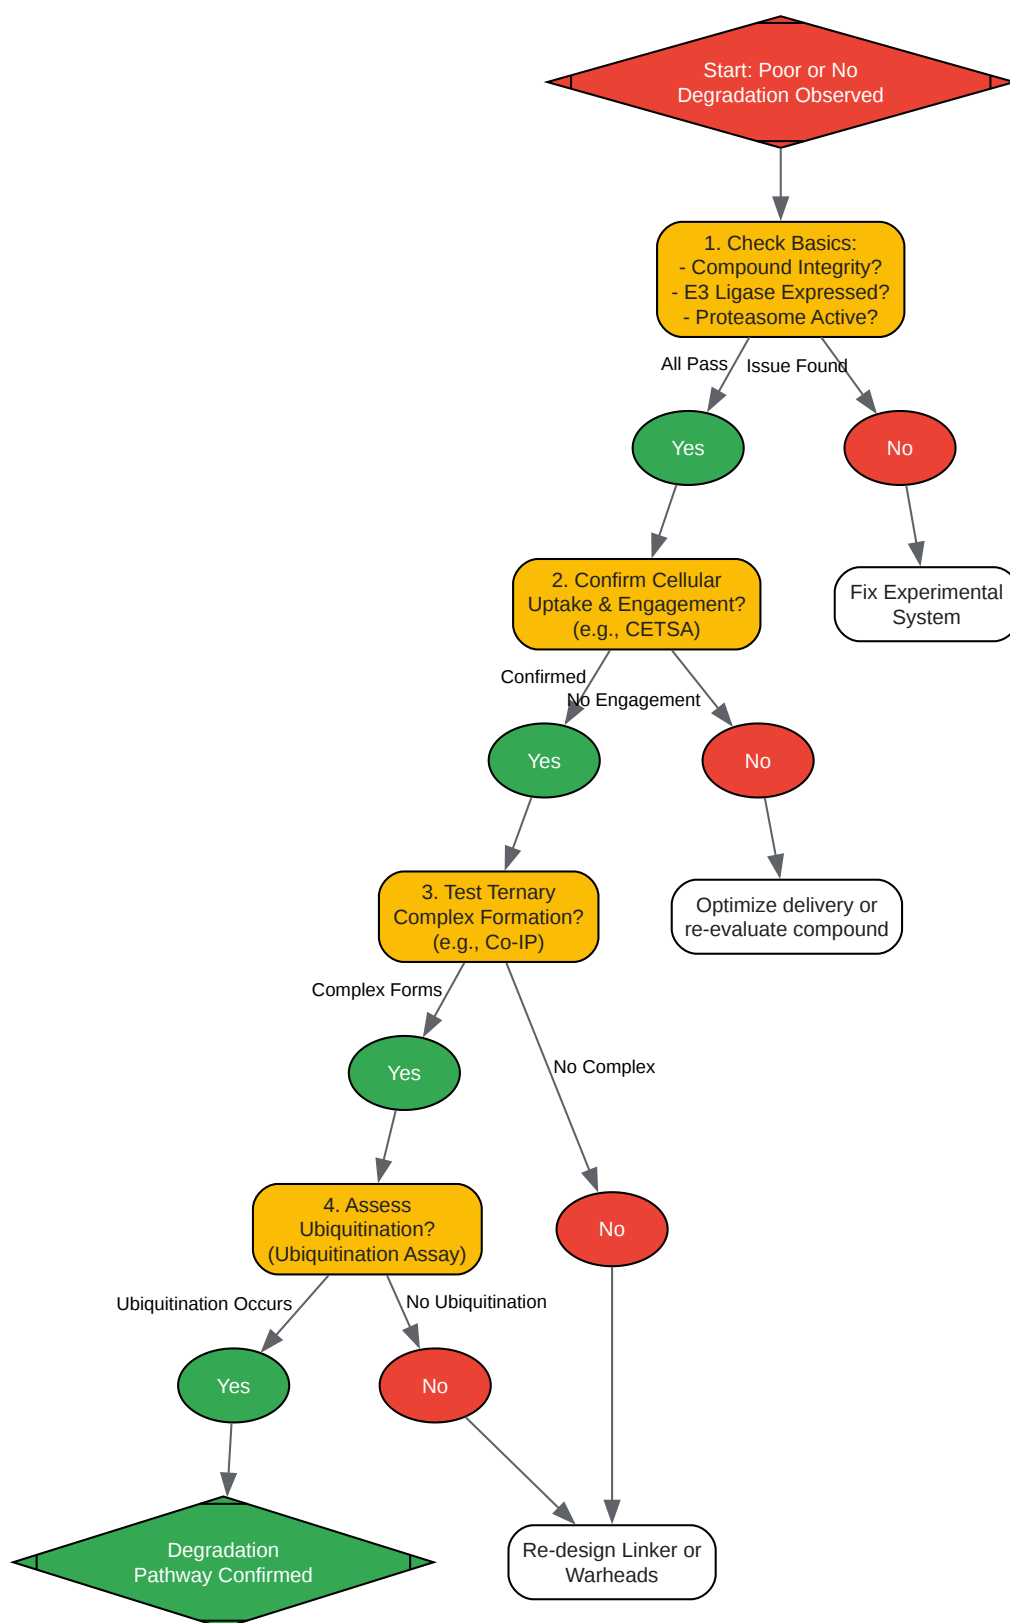 Start: Poor or No
Degradation Observed
1. Check Basics:
- Compound Integrity?
- E3 Ligase Expressed?
- Proteasome Active?
All Pass
Issue Found
Yes
No
2. Confirm Cellular
Uptake & Engagement?
(e.g., CETSA)
Fix Experimental
System
Confirmed
No Engagement
Yes
No
3. Test Ternary
Complex Formation?
(e.g., Co-IP)
Optimize delivery or
re-evaluate compound
Complex Forms
No Complex
Yes
4. Assess
Ubiquitination?
(Ubiquitination Assay)
No
Ubiquitination Occurs
No Ubiquitination
Yes
No
Degradation
Pathway Confirmed
Re-design Linker or
Warheads